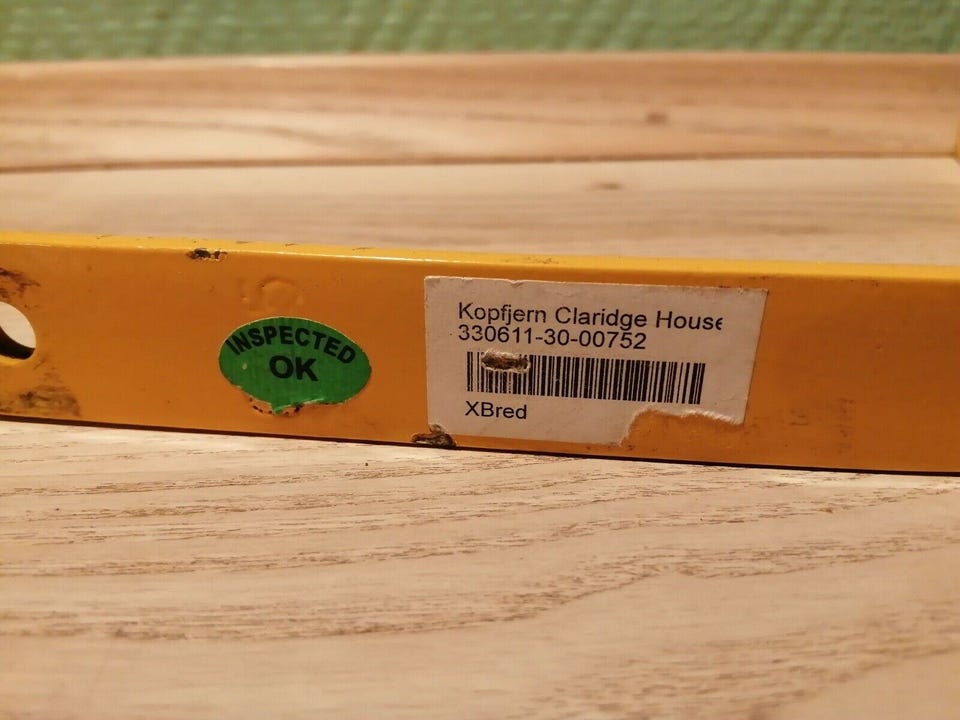 INSPECTED
OK
Kopfjern Claridge House
330611-30-00752
XBred